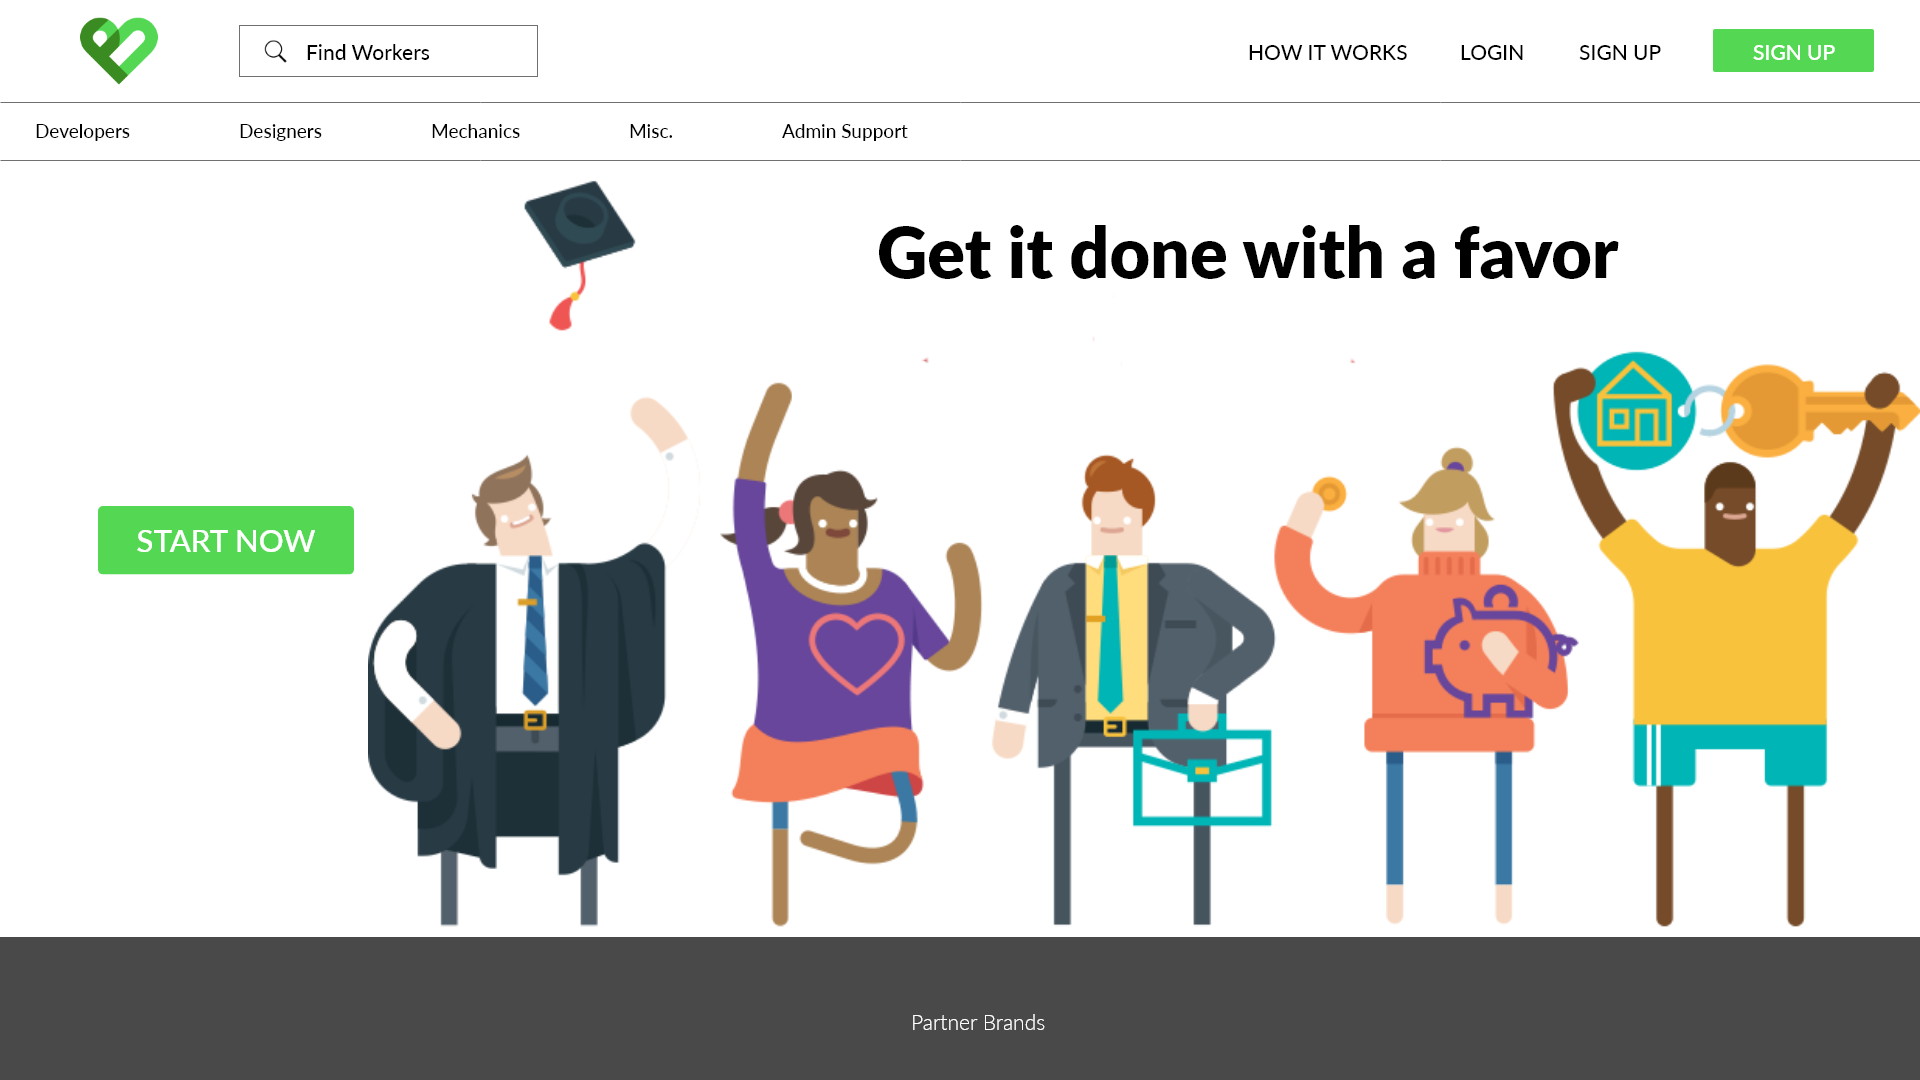 Find Workers
HOW IT WORKS
LOGIN
SIGN UP
SIGN UP
Developers
Designers
Mechanics
Misc.
Admin Support
Get it done with a favor
START NOW
Partner Brands